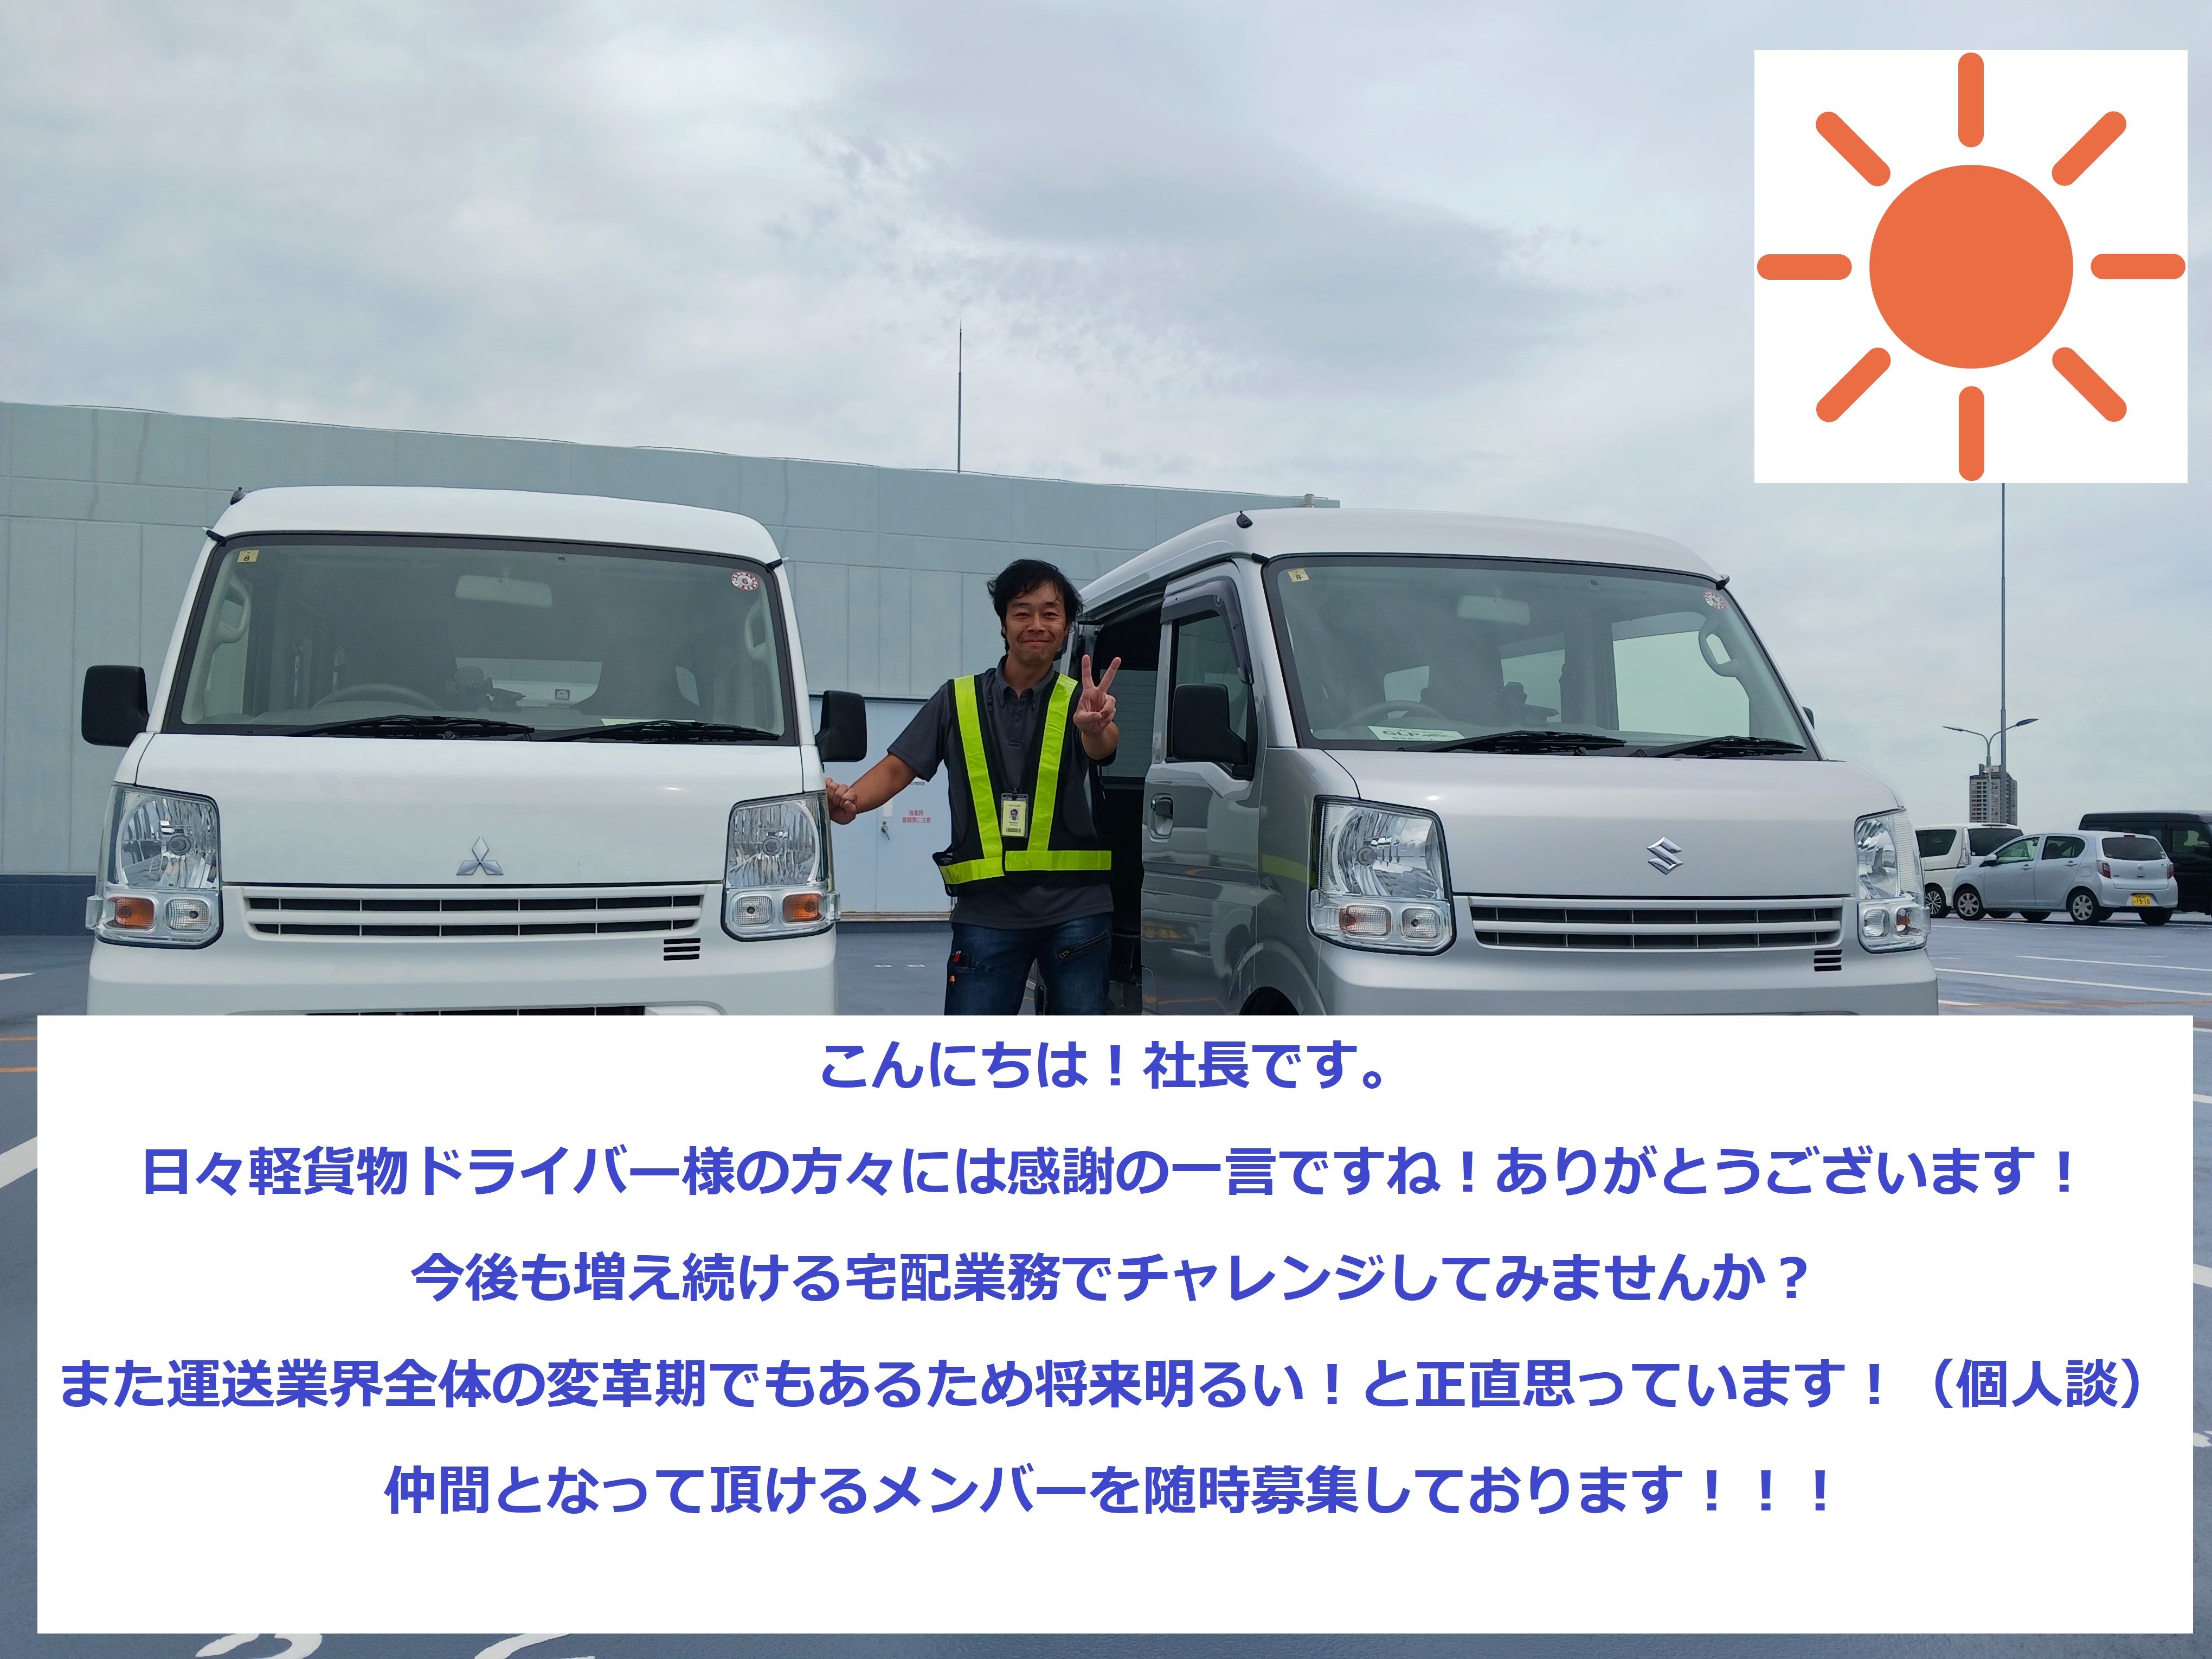 8
8
GLP
こんにちは！社長です。
日々軽貨物ドライバー様の方々には感謝の一言ですね！ありがとうございます！
今後も増え続ける宅配業務でチャレンジしてみませんか？
また運送業界全体の変革期でもあるため将来明るい！と正直思っています！（個人談）
仲間となって頂けるメンバーを随時募集しております！！！